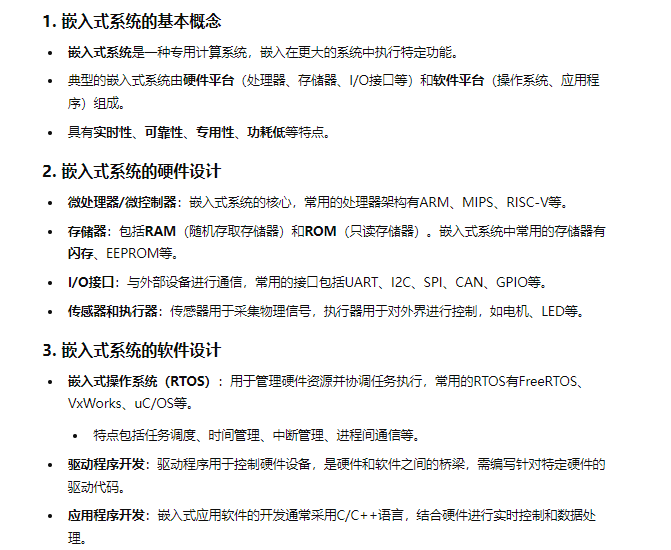 1. 嵌入式系统的基本概念
• 嵌入式系统是一种专用计算系统，嵌入在更大的系统中执行特定功能。
• 典型的嵌入式系统由硬件平台（处理器、存储器、I/O接口等）和软件平台（操作系统、应用程
序）组成。
• 具有实时性、可靠性、专用性、功耗低等特点。
2. 嵌入式系统的硬件设计
• 微处理器/微控制器：嵌入式系统的核心，常用的处理器架构有ARM、MIPS、RISC-V等。
• 存储器：包括RAM（随机存取存储器）和ROM（只读存储器）。嵌入式系统中常用的存储器有
闪存、EEPROM等。
• I/O接口：与外部设备进行通信，常用的接口包括UART、I2C、SPI、CAN、GPIO等。
• 传感器和执行器：传感器用于采集物理信号，执行器用于对外界进行控制，如电机、LED等。
3. 嵌入式系统的软件设计
• 嵌入式操作系统（RTOS）：用于管理硬件资源并协调任务执行，常用的RTOS有FreeRTOS、
VxWorks、uC/OS等。
• 特点包括任务调度、时间管理、中断管理、进程间通信等。
• 驱动程序开发：驱动程序用于控制硬件设备，是硬件和软件之间的桥梁，需编写针对特定硬件的
驱动代码。
• 应用程序开发：嵌入式应用软件的开发通常采用C/C++语言，结合硬件进行实时控制和数据处
理。